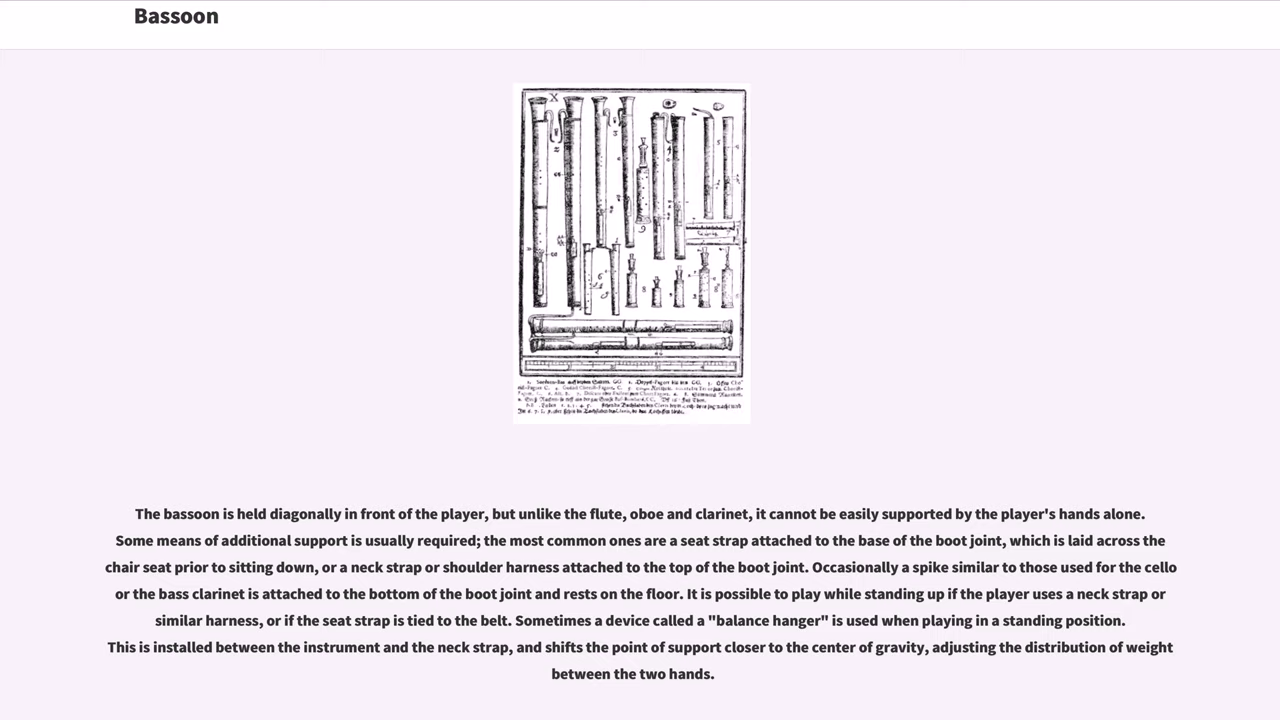 Bassoon
X
The bassoon is held diagonally in front of the player, but unlike the flute, oboe and clarinet, it cannot be easily supported by the player's hands alone.
Some means of additional support is usually required; the most common ones are a seat strap attached to the base of the boot joint, which is laid across the
chair seat prior to sitting down, or a neck strap or shoulder harness attached to the top of the boot joint. Occasionally a spike similar to those used for the cello
or the bass clarinet is attached to the bottom of the boot joint and rests on the floor. It is possible to play while standing up if the player uses a neck strap or
similar harness, or if the seat strap is tied to the belt. Sometimes a device called a "balance hanger" is used when playing in a standing position.
This is installed between the instrument and the neck strap, and shifts the point of support closer to the center of gravity, adjusting the distribution of weight
between the two hands.